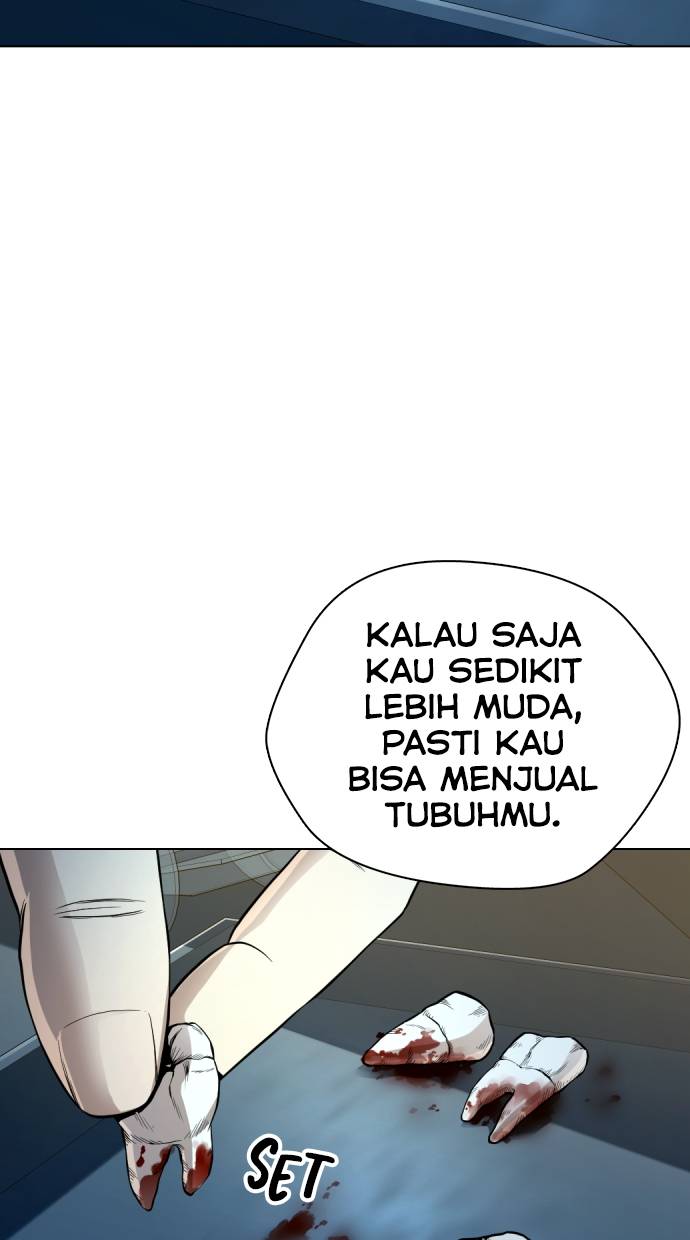 KALAU SAJA
KAU SEDIKIT
LEBIH MUDA,
PASTI KAU
BISA MENJUAL
TUBUHMU.
SET